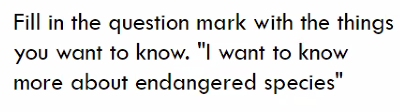 Fill in the question mark with the things
you want to know. "I want to know
more about endangered species"